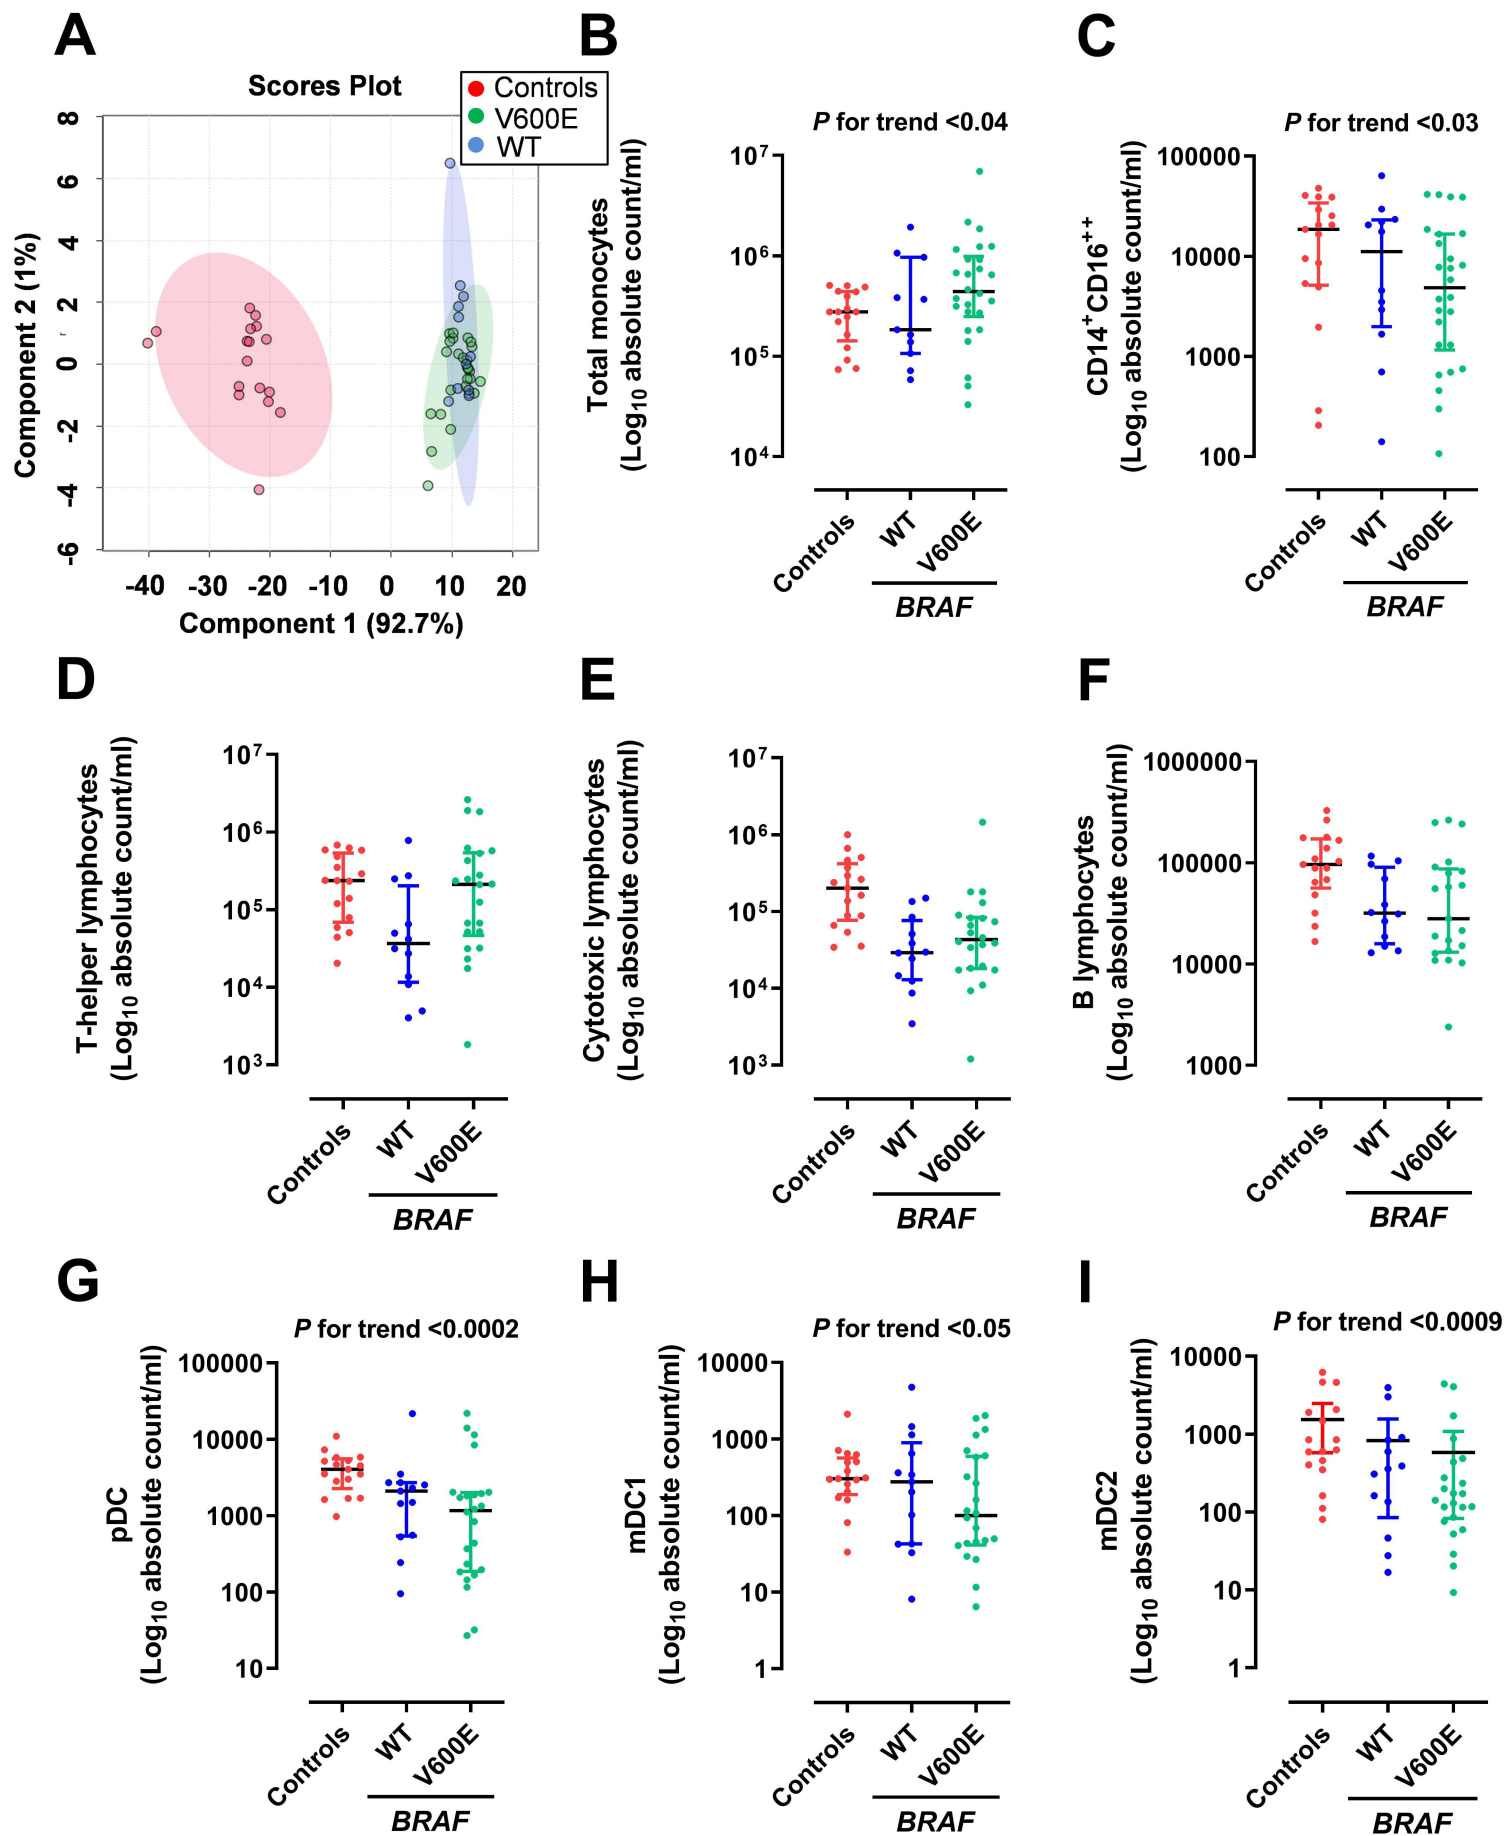 A
Scores Plot
Controls
V600E
WT
Component 2 (1%)
8
6
4
2
0
-2
-4
-6
-40 -30 -20 -10 0 10 20
Component 1 (92.7%)
B
P for trend <0.04
Total monocytes
(Log10 absolute count/ml)
10⁷
10⁶
10⁵
10⁴
Controls
WT
V600E
BRAF
C
P for trend <0.03
CD14⁺CD16⁺⁺
(Log10 absolute count/ml)
100000
10000
1000
100
Controls
WT
V600E
BRAF
D
T-helper lymphocytes
(Log10 absolute count/ml)
10⁷
10⁶
10⁵
10⁴
10³
Controls
WT
V600E
BRAF
E
Cytotoxic lymphocytes
(Log10 absolute count/ml)
10⁷
10⁶
10⁵
10⁴
10³
Controls
WT
V600E
BRAF
F
B lymphocytes
(Log10 absolute count/ml)
1000000
100000
10000
1000
Controls
WT
V600E
BRAF
G
P for trend <0.0002
pDC
(Log10 absolute count/ml)
100000
10000
1000
100
10
Controls
WT
V600E
BRAF
H
P for trend <0.05
mDC1
(Log10 absolute count/ml)
10000
1000
100
10
1
Controls
WT
V600E
BRAF
I
P for trend <0.0009
mDC2
(Log10 absolute count/ml)
10000
1000
100
10
1
Controls
WT
V600E
BRAF